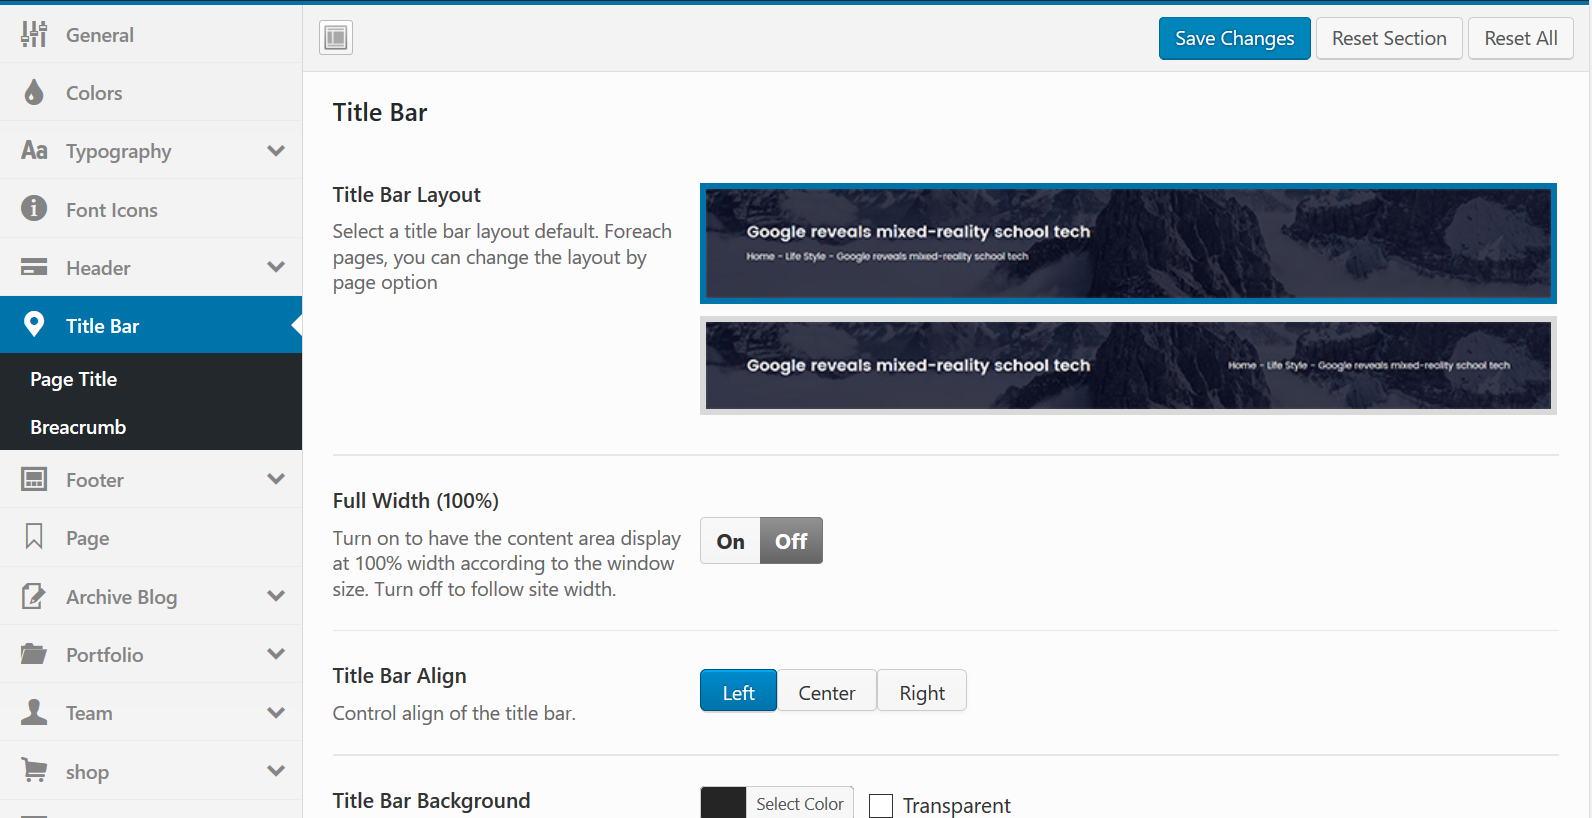 General
Colors
Aa Typography
Font Icons
Header
Title Bar
Page Title
Breacrumb
Footer
Page
Archive Blog
Portfolio
Team
shop
Save Changes
Reset Section
Reset All
Title Bar
Title Bar Layout
Select a title bar layout default. Foreach
pages, you can change the layout by
page option
Google reveals mixed-reality school tech
Home - Life Style - Google reveals mixed-reality school tech
Google reveals mixed-reality school tech
Home - Life Style - Google reveals mixed-reality school tech
Full Width (100%)
Turn on to have the content area display
at 100% width according to the window
size. Turn off to follow site width.
On Off
Title Bar Align
Control align of the title bar.
Left Center Right
Title Bar Background
Select Color
Transparent